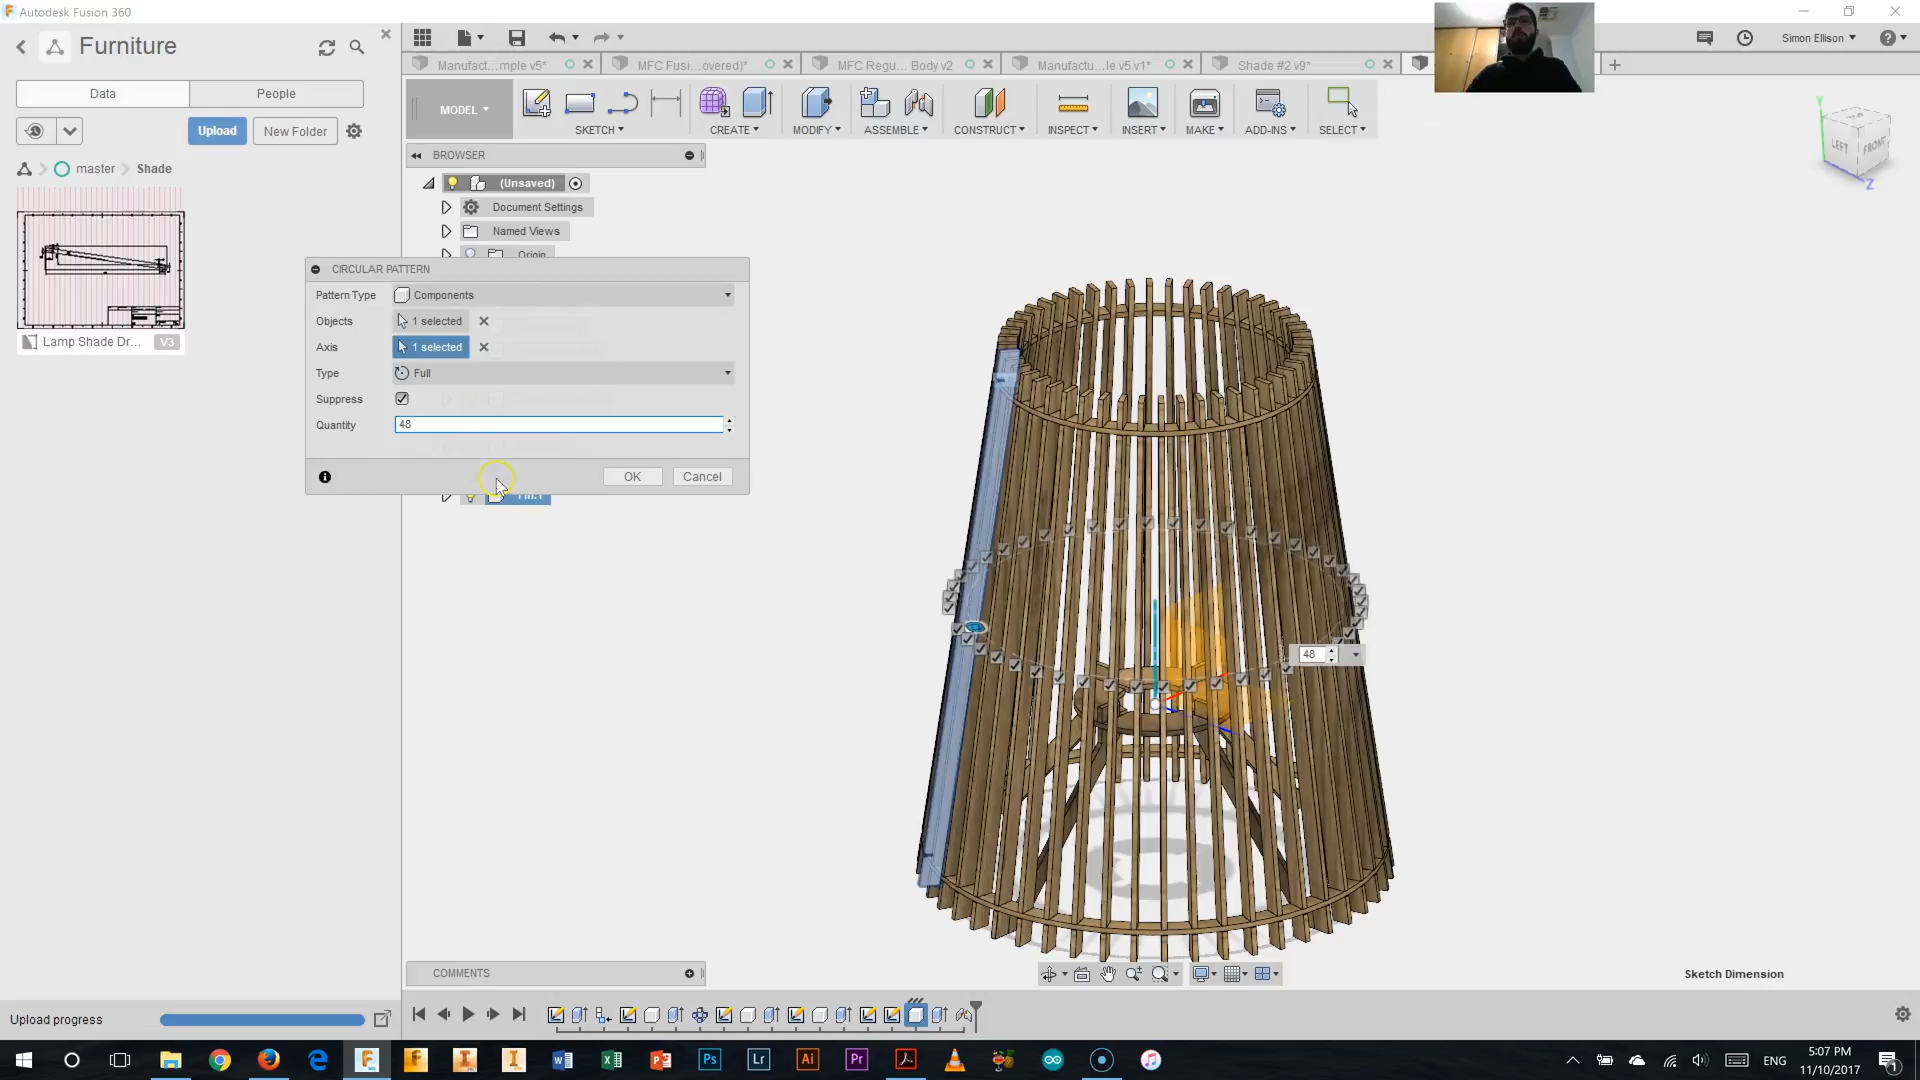 Autodesk Fusion 360
Furniture
Data
People
Upload
New Folder
master
Shade
Lamp Shade Dr...
V3
Upload progress
Manufact...mple v5*
MFC Fusi...overed)*
MFC Regu... Body v2
Manufactu...le v5 v1*
Shade #2 v9*
Simon Ellison
MODEL
SKETCH
CREATE
MODIFY
ASSEMBLE
CONSTRUCT
INSPECT
INSERT
MAKE
ADD-INS
SELECT
BROWSER
(Unsaved)
Document Settings
Named Views
Origin
CIRCULAR PATTERN
Pattern Type
Components
Objects
1 selected
Axis
1 selected
Type
Full
Suppress
Quantity
48
OK
Cancel
48
Y
LEFT
FRONT
Z
Sketch Dimension
COMMENTS
ENG
5:07 PM
11/10/2017